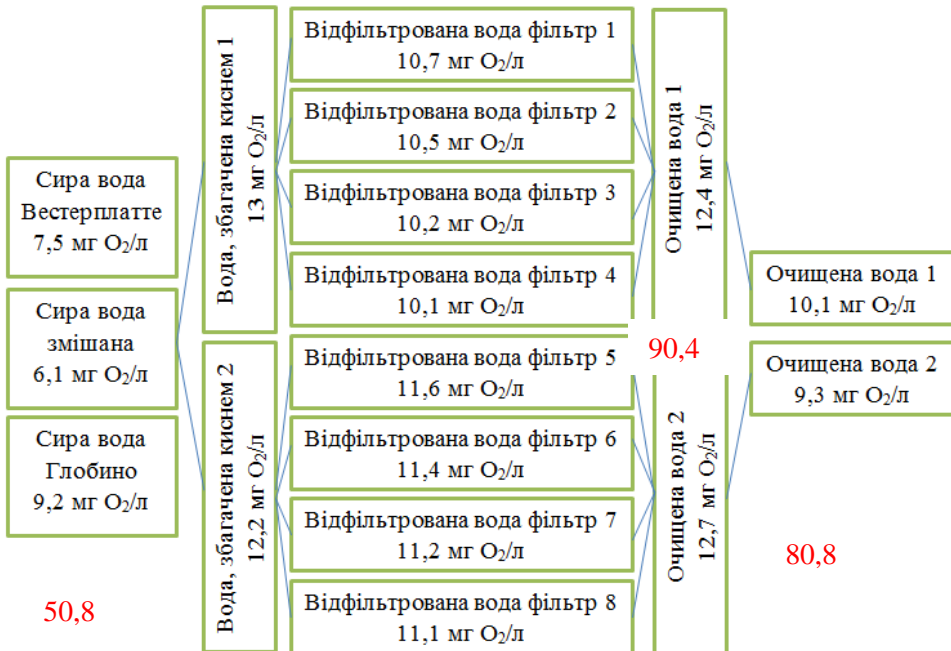 Сира вода
Вестерплатте
7,5 мг O₂/л
Сира вода
змішана
6,1 мг O₂/л
Сира вода
Глобино
9,2 мг O₂/л
50,8
Вода, збагачена киснем 1
13 мг O₂/л
Вода, збагачена киснем 2
12,2 мг O₂/л
Відфільтрована вода фільтр 1
10,7 мг O₂/л
Відфільтрована вода фільтр 2
10,5 мг O₂/л
Відфільтрована вода фільтр 3
10,2 мг O₂/л
Відфільтрована вода фільтр 4
10,1 мг O₂/л
Відфільтрована вода фільтр 5
11,6 мг O₂/л
Відфільтрована вода фільтр 6
11,4 мг O₂/л
Відфільтрована вода фільтр 7
11,2 мг O₂/л
Відфільтрована вода фільтр 8
11,1 мг O₂/л
Очищена вода 1
12,4 мг O₂/л
90,4
Очищена вода 2
12,7 мг O₂/л
Очищена вода 1
10,1 мг O₂/л
Очищена вода 2
9,3 мг O₂/л
80,8